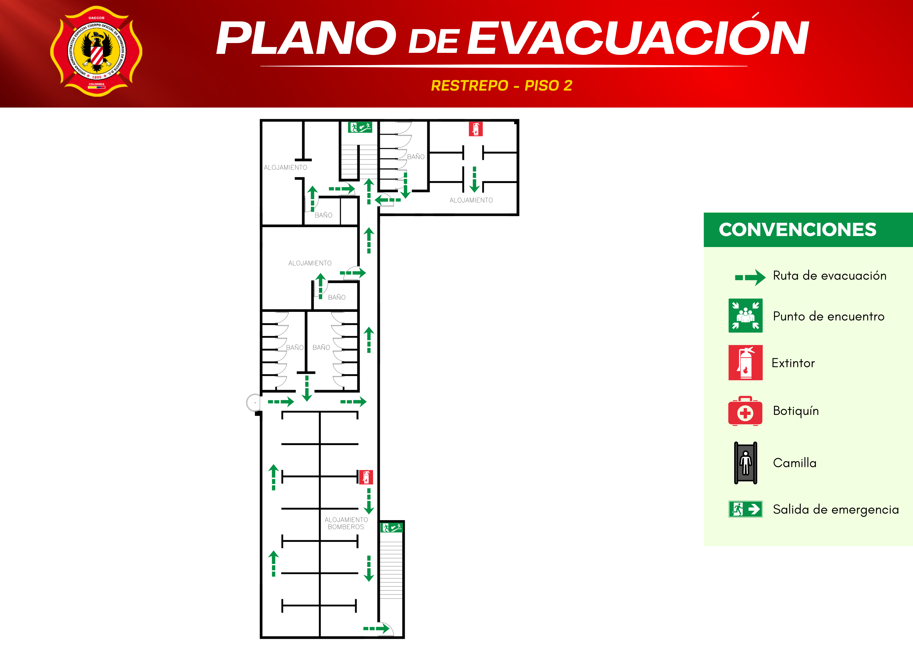 PLANO DE EVACUACIÓN
RESTREPO - PISO 2
ALOJAMIENTO
BAÑO
BAÑO
ALOJAMIENTO
ALOJAMIENTO
BAÑO
BAÑO
BAÑO
ALOJAMIENTO
BOMBEROS
CONVENCIONES
Ruta de evacuación
Punto de encuentro
Extintor
Botiquín
Camilla
Salida de emergencia